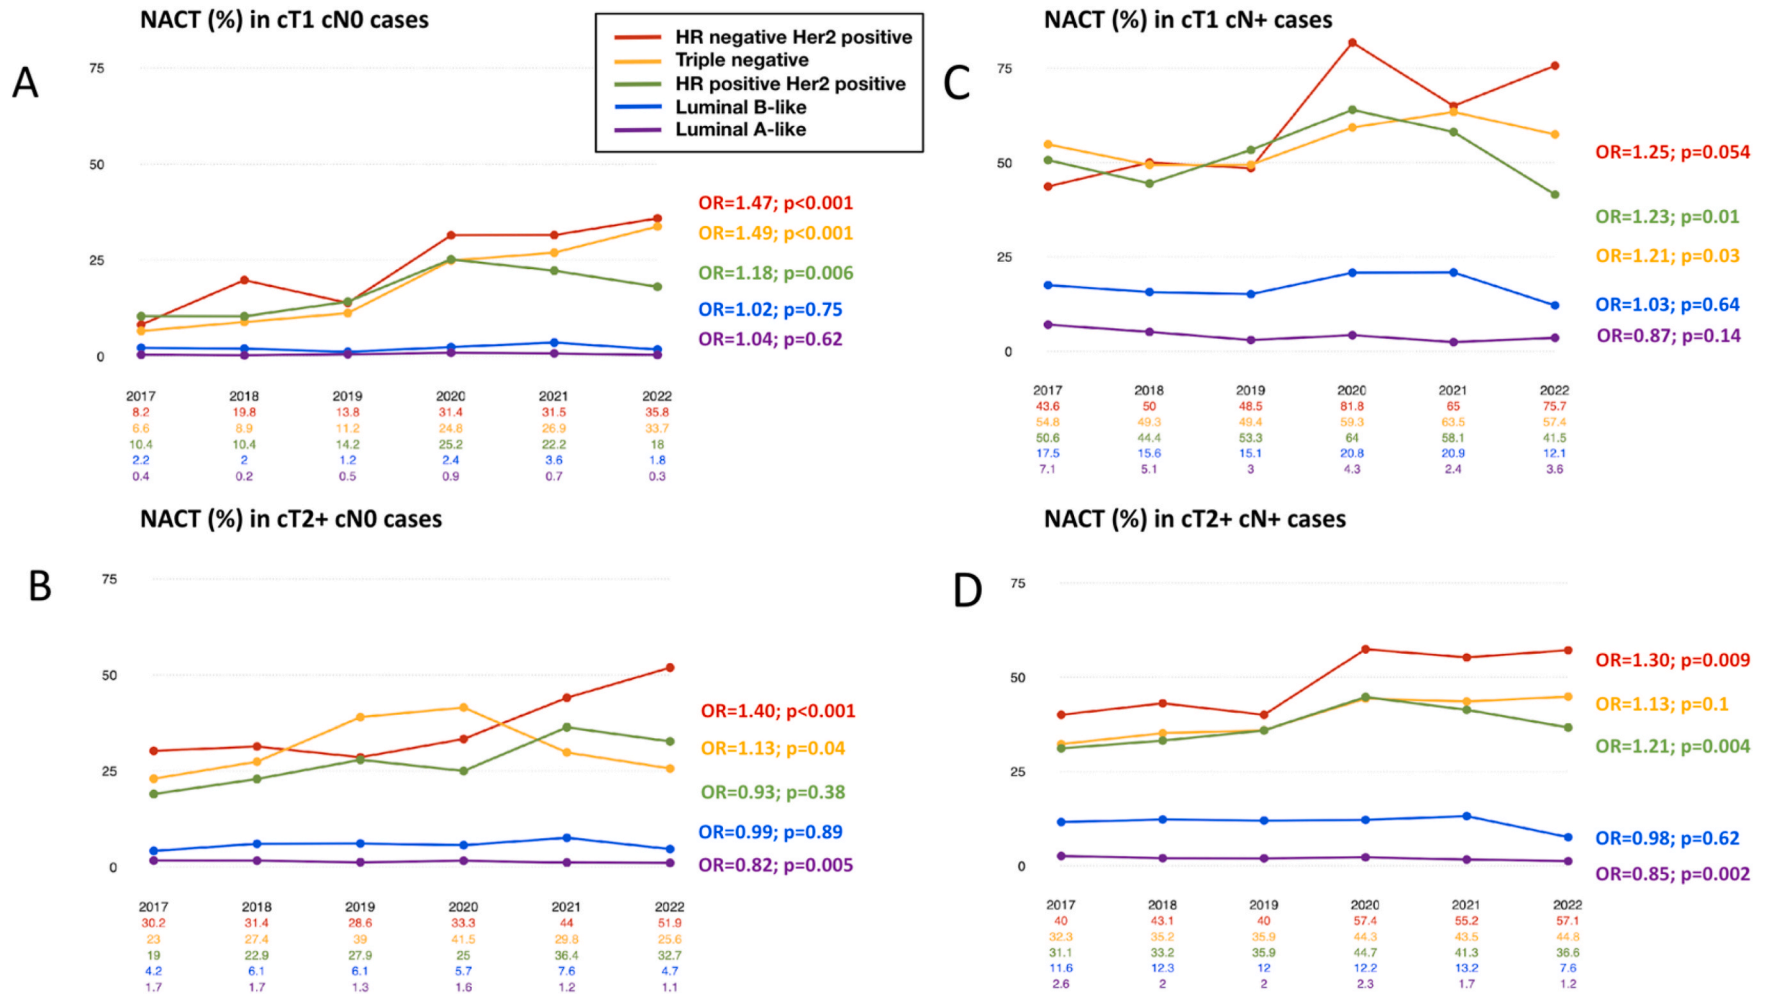 NACT (%) in cT1 cN0 cases
A
75
50
25
0
HR negative Her2 positive
Triple negative
HR positive Her2 positive
Luminal B-like
Luminal A-like
OR=1.47; p<0.001
OR=1.49; p<0.001
OR=1.18; p=0.006
OR=1.02; p=0.75
OR=1.04; p=0.62
2017 2018 2019 2020 2021 2022
8.2 19.8 13.8 31.4 31.5 35.8
6.6 8.9 11.2 24.8 26.9 33.7
10.4 10.4 14.2 25.2 22.2 18
2.2 2 1.2 2.4 3.6 1.8
0.4 0.2 0.5 0.9 0.7 0.3
NACT (%) in cT1 cN+ cases
C
75
50
25
0
OR=1.25; p=0.054
OR=1.23; p=0.01
OR=1.21; p=0.03
OR=1.03; p=0.64
OR=0.87; p=0.14
2017 2018 2019 2020 2021 2022
43.6 50 48.5 81.8 65 75.7
54.8 49.3 49.4 59.3 63.5 57.4
50.6 44.4 53.3 64 58.1 41.5
17.5 15.6 15.1 20.8 20.9 12.1
7.1 5.1 3 4.3 2.4 3.6
NACT (%) in cT2+ cN0 cases
B
75
50
25
0
OR=1.40; p<0.001
OR=1.13; p=0.04
OR=0.93; p=0.38
OR=0.99; p=0.89
OR=0.82; p=0.005
2017 2018 2019 2020 2021 2022
30.2 31.4 28.6 33.3 44 51.9
23 27.4 39 41.5 29.8 25.6
19 22.9 27.9 25 36.4 32.7
4.2 6.1 6.1 5.7 7.6 4.7
1.7 1.7 1.3 1.6 1.2 1.1
NACT (%) in cT2+ cN+ cases
D
75
50
25
0
OR=1.30; p=0.009
OR=1.13; p=0.1
OR=1.21; p=0.004
OR=0.98; p=0.62
OR=0.85; p=0.002
2017 2018 2019 2020 2021 2022
40 43.1 40 57.4 55.2 57.1
32.3 35.2 35.9 44.3 43.5 44.8
31.1 33.2 35.9 44.7 41.3 36.6
11.6 12.3 12 12.2 13.2 7.6
2.6 2 2 2.3 1.7 1.2